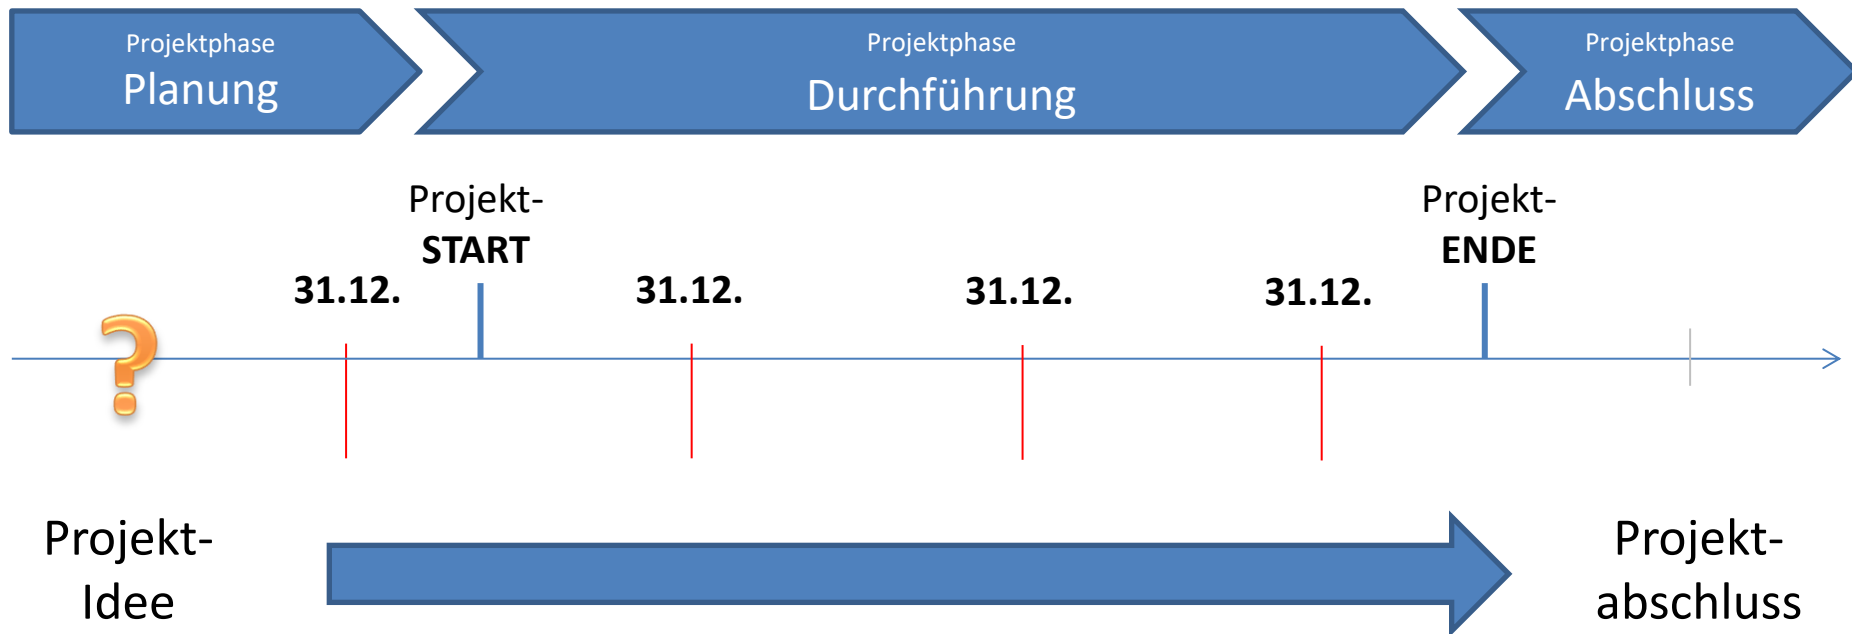 Projektphase
Planung
Projektphase
Durchführung
Projektphase
Abschluss
Projekt-
START
Projekt-
ENDE
31.12.
31.12.
31.12.
31.12.
?
Projekt-
Idee
Projekt-
abschluss